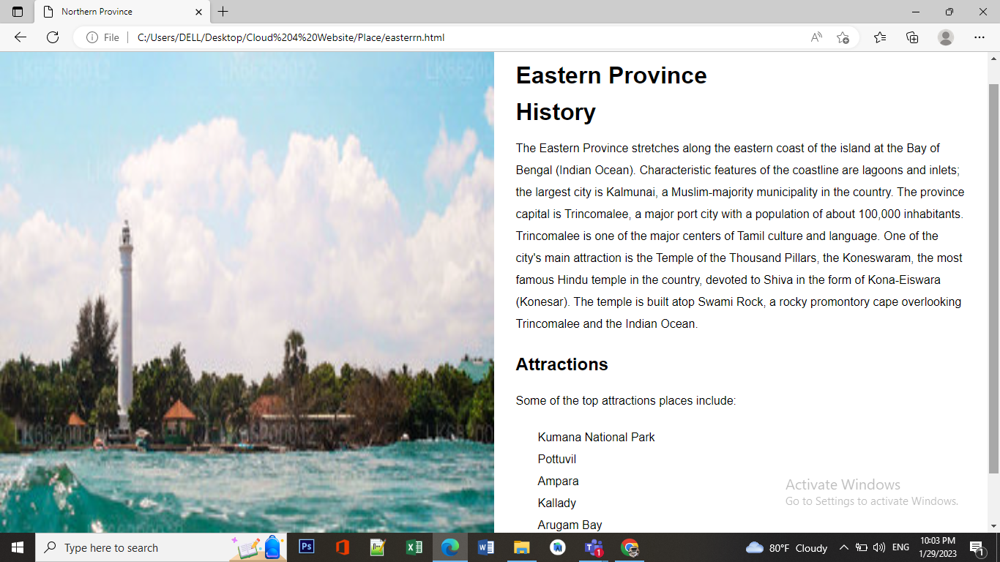 Northern Province
File
C:/Users/DELL/Desktop/Cloud%204%20Website/Place/easterrn.html
LK66200012 LK66200012 LK66200
Eastern Province
History
The Eastern Province stretches along the eastern coast of the island at the Bay of
Bengal (Indian Ocean). Characteristic features of the coastline are lagoons and inlets;
the largest city is Kalmunai, a Muslim-majority municipality in the country. The province
capital is Trincomalee, a major port city with a population of about 100,000 inhabitants.
Trincomalee is one of the major centers of Tamil culture and language. One of the
city's main attraction is the Temple of the Thousand Pillars, the Koneswaram, the most
famous Hindu temple in the country, devoted to Shiva in the form of Kona-Eiswara
(Konesar). The temple is built atop Swami Rock, a rocky promontory cape overlooking
Trincomalee and the Indian Ocean.
Attractions
Some of the top attractions places include:
Kumana National Park
Pottuvil
Ampara
Kallady
Arugam Bay
Activate Windows
Go to Settings to activate Windows.
Type here to search
Ps
80°F Cloudy
ENG
10:03 PM
1/29/2023
1